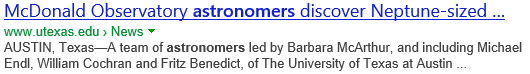 McDonald Observatory astronomers discover Neptune-sized ...
www.utexas.edu › News
AUSTIN, Texas—A team of astronomers led by Barbara McArthur, and including Michael
Endl, William Cochran and Fritz Benedict, of The University of Texas at Austin ...